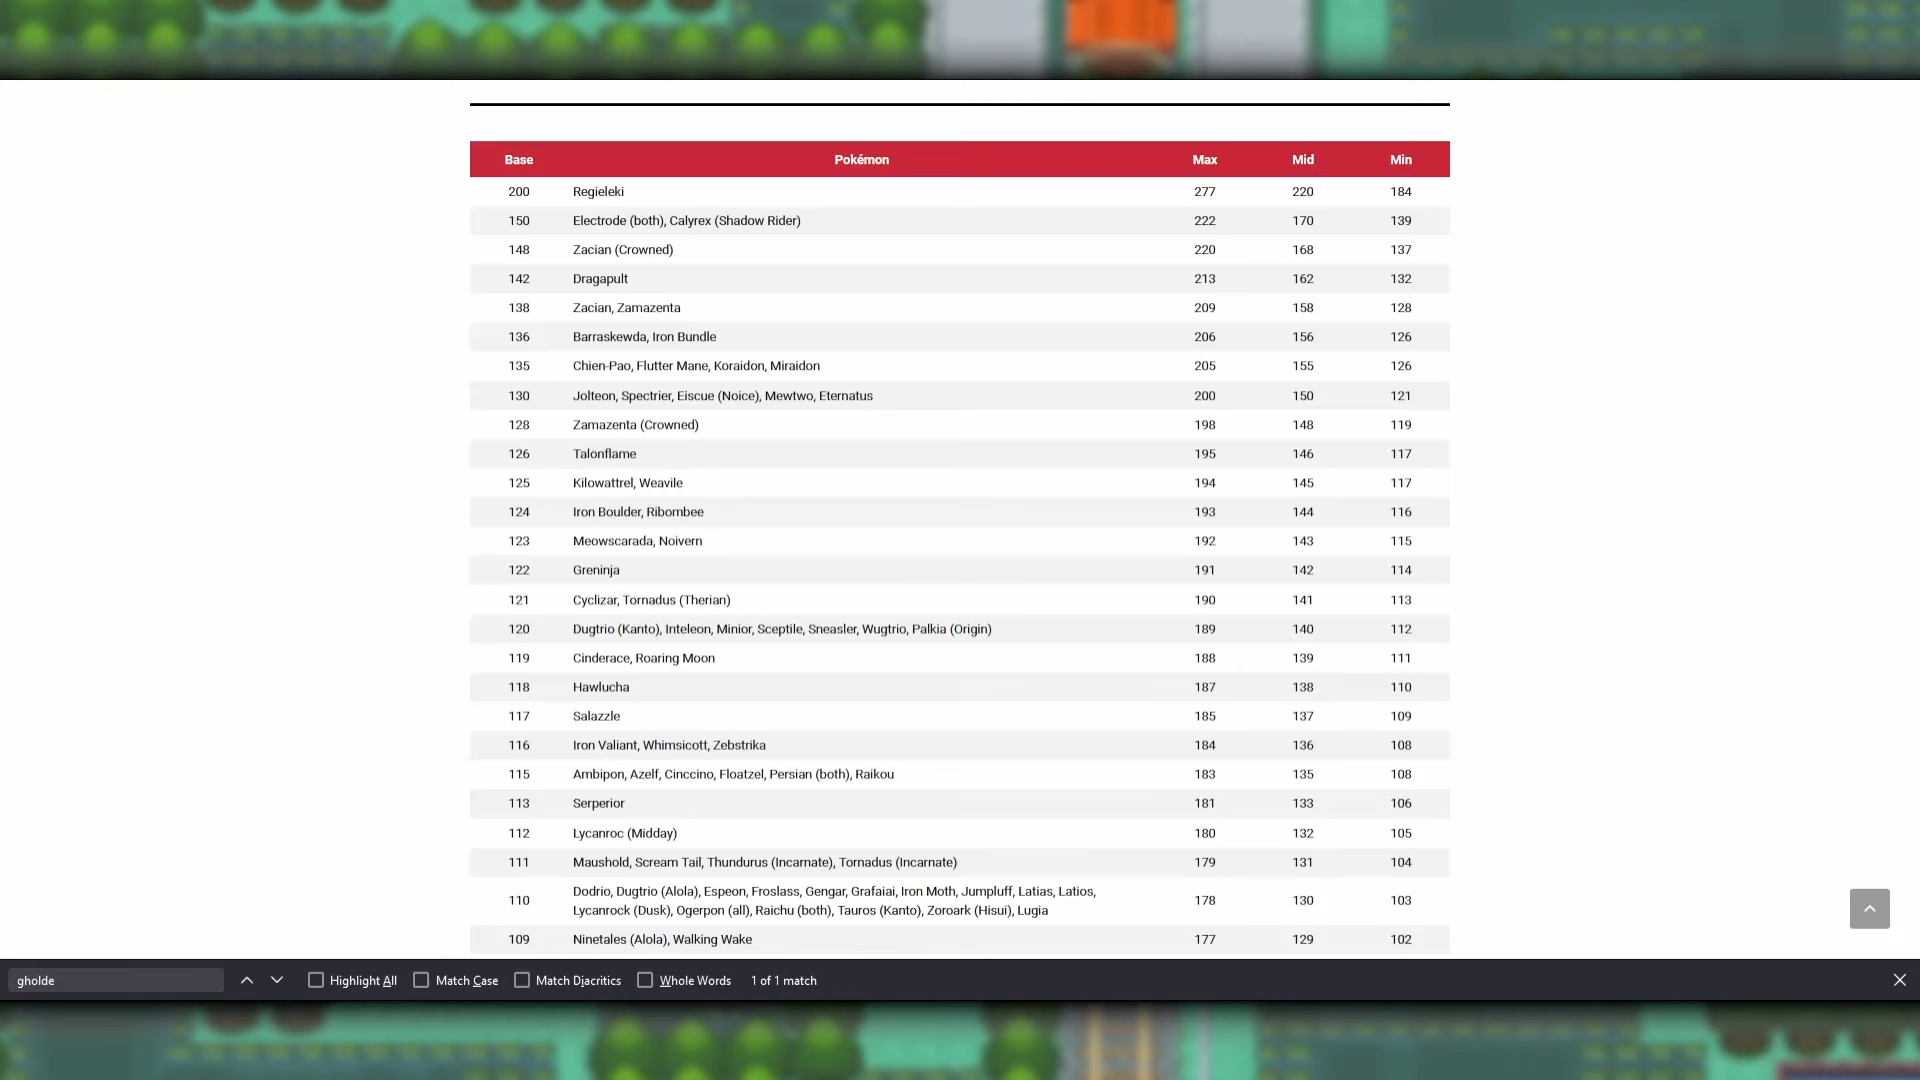 Base Pokémon Max Mid Min
200 Regieleki 277 220 184
150 Electrode (both), Calyrex (Shadow Rider) 222 170 139
148 Zacian (Crowned) 220 168 137
142 Dragapult 213 162 132
138 Zacian, Zamazenta 209 158 128
136 Barraskewda, Iron Bundle 206 156 126
135 Chien-Pao, Flutter Mane, Koraidon, Miraidon 205 155 126
130 Jolteon, Spectrier, Eiscue (Noice), Mewtwo, Eternatus 200 150 121
128 Zamazenta (Crowned) 198 148 119
126 Talonflame 195 146 117
125 Kilowattrel, Weavile 194 145 117
124 Iron Boulder, Ribombee 193 144 116
123 Meowscarada, Noivern 192 143 115
122 Greninja 191 142 114
121 Cyclizar, Tornadus (Therian) 190 141 113
120 Dugtrio (Kanto), Inteleon, Minior, Sceptile, Sneasler, Wugtrio, Palkia (Origin) 189 140 112
119 Cinderace, Roaring Moon 188 139 111
118 Hawlucha 187 138 110
117 Salazzle 185 137 109
116 Iron Valiant, Whimsicott, Zebstrika 184 136 108
115 Ambipon, Azelf, Cinccino, Floatzel, Persian (both), Raikou 183 135 108
113 Serperior 181 133 106
112 Lycanroc (Midday) 180 132 105
111 Maushold, Scream Tail, Thundurus (Incarnate), Tornadus (Incarnate) 179 131 104
110 Dodrio, Dugtrio (Alola), Espeon, Froslass, Gengar, Grafaiai, Iron Moth, Jumpluff, Latias, Latios, 178 130 103
Lycanrock (Dusk), Ogerpon (all), Raichu (both), Tauros (Kanto), Zoroark (Hisui), Lugia
109 Ninetales (Alola), Walking Wake 177 129 102
gholde Highlight All Match Case Match Diacritics Whole Words 1 of 1 match